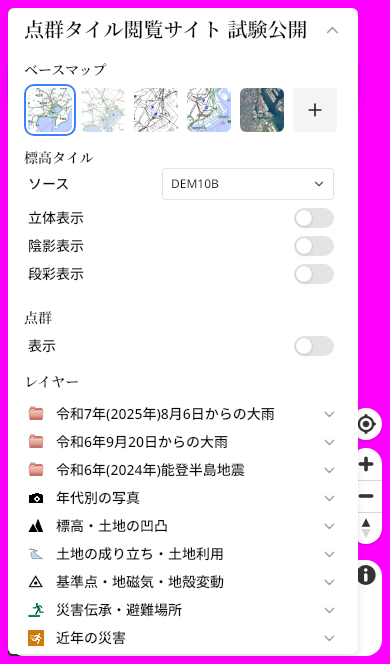 点群タイル閲覧サイト 試験公開
ベースマップ
標高タイル
ソース
DEM10B
立体表示
陰影表示
段彩表示
点群
表示
レイヤー
令和7年(2025年)8月6日からの大雨
令和6年9月20日からの大雨
令和6年(2024年)能登半島地震
年代別の写真
標高・土地の凹凸
土地の成り立ち・土地利用
基準点・地磁気・地殻変動
災害伝承・避難場所
近年の災害